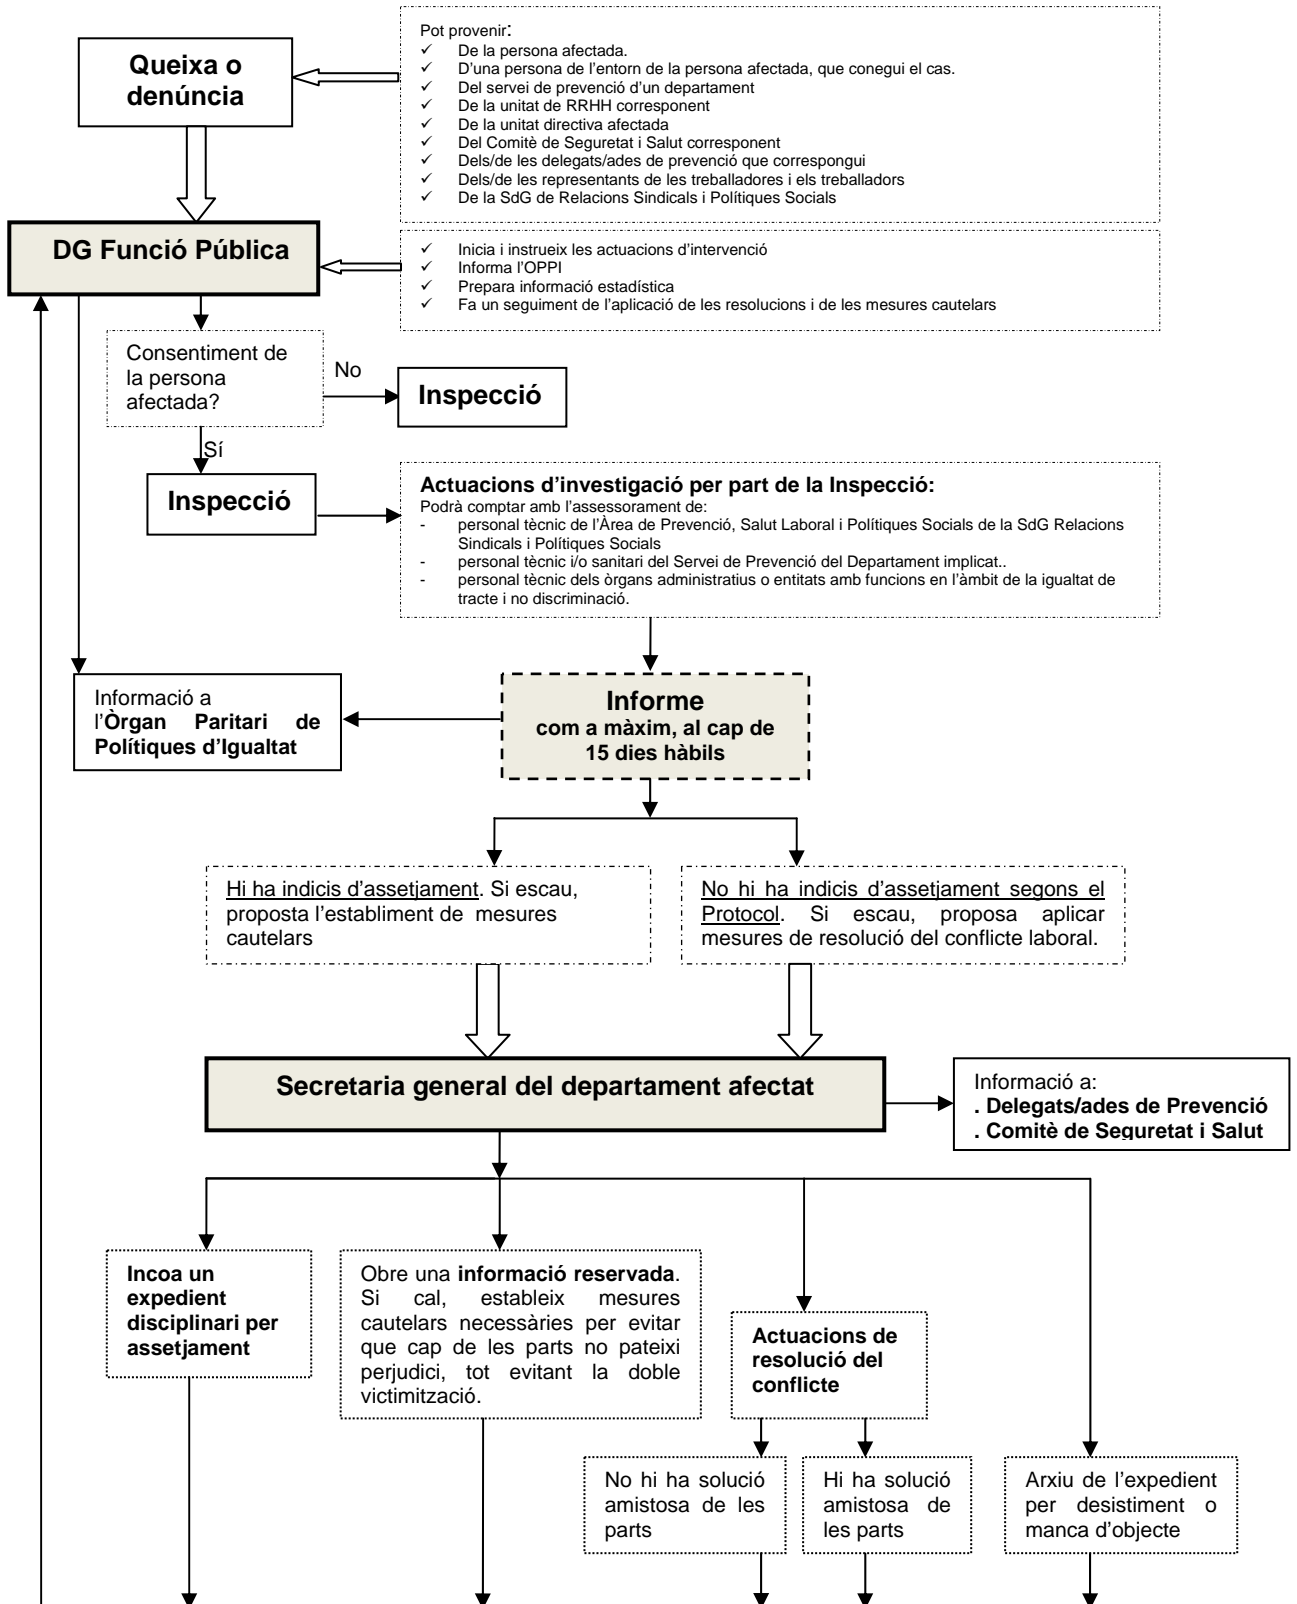 Pot provenir:
Queixa o
denúncia
✓ De la persona afectada.
✓ D'una persona de l'entorn de la persona afectada, que conegui el cas.
✓ Del servei de prevenció d'un departament
✓ De la unitat de RRHH corresponent
✓ De la unitat directiva afectada
✓ Del Comitè de Seguretat i Salut corresponent
✓ Dels/de les delegats/ades de prevenció que correspongui
✓ Dels/de les representants de les treballadores i els treballadors
✓ De la SdG de Relacions Sindicals i Polítiques Socials
DG Funció Pública
✓ Inicia i instrueix les actuacions d'intervenció
✓ Informa l'OPPI
✓ Prepara informació estadística
✓ Fa un seguiment de l'aplicació de les resolucions i de les mesures cautelars
Consentiment de
la persona
afectada?
No
Inspecció
Sí
Inspecció
Actuacions d'investigació per part de la Inspecció:
Podrà comptar amb l'assessorament de:
- personal tècnic de l'Àrea de Prevenció, Salut Laboral i Polítiques Socials de la SdG Relacions
Sindicals i Polítiques Socials
- personal tècnic i/o sanitari del Servei de Prevenció del Departament implicat..
- personal tècnic dels òrgans administratius o entitats amb funcions en l'àmbit de la igualtat de
tracte i no discriminació.
Informació a
l'Òrgan Paritari de
Polítiques d'Igualtat
Informe
com a màxim, al cap de
15 dies hàbils
Hi ha indicis d'assetjament. Si escau,
proposta l'establiment de mesures
cautelars
No hi ha indicis d'assetjament segons el
Protocol. Si escau, proposa aplicar
mesures de resolució del conflicte laboral.
Secretaria general del departament afectat
Informació a:
. Delegats/ades de Prevenció
. Comitè de Seguretat i Salut
Incoa un
expedient
disciplinari per
assetjament
Obre una informació reservada.
Si cal, estableix mesures
cautelars necessàries per evitar
que cap de les parts no pateixi
perjudici, tot evitant la doble
victimització.
Actuacions de
resolució del
conflicte
No hi ha solució
amistosa de les
parts
Hi ha solució
amistosa de
les parts
Arxiu de l'expedient
per desistiment o
manca d'objecte